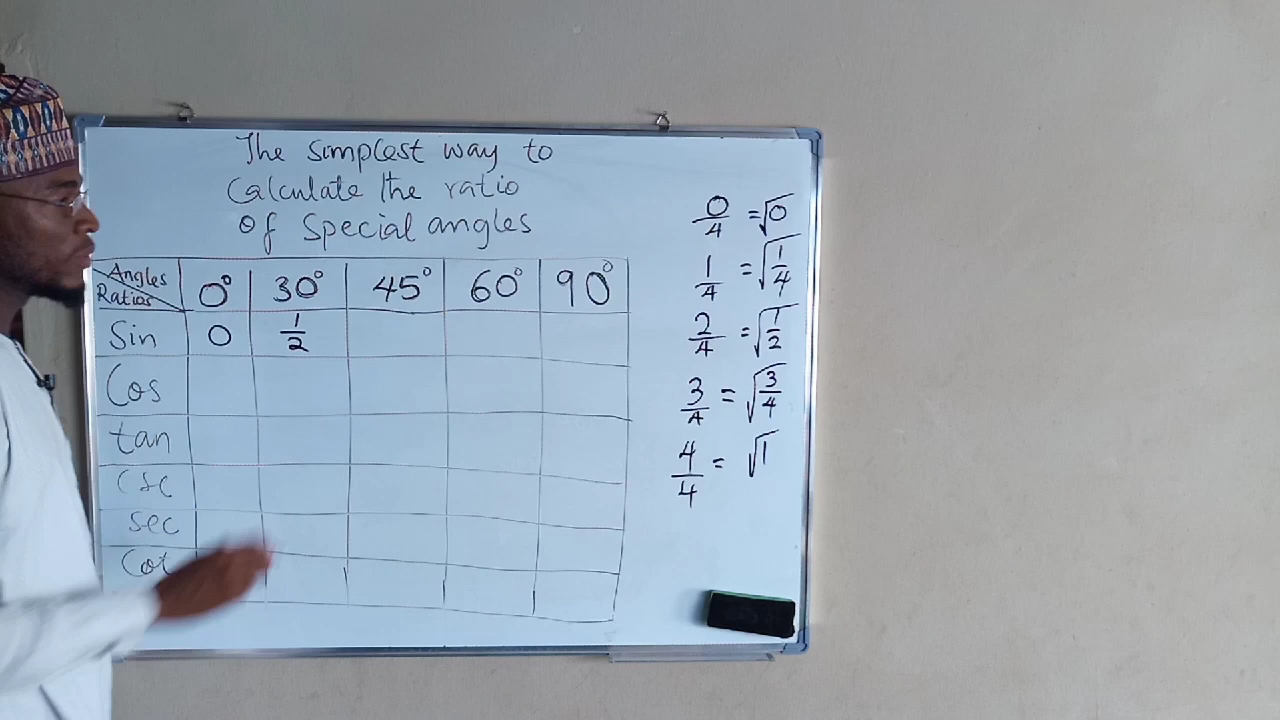 The simplest way to
Calculate the ratio
Of Special angles
Angles
Ratios
0° 30° 45° 60° 90°
Sin 0 1/2
Cos
tan
Csc
sec
Cot
0/4 = √0
1/4 = √1/4
2/4 = √1/2
3/4 = √3/4
4/4 = √1